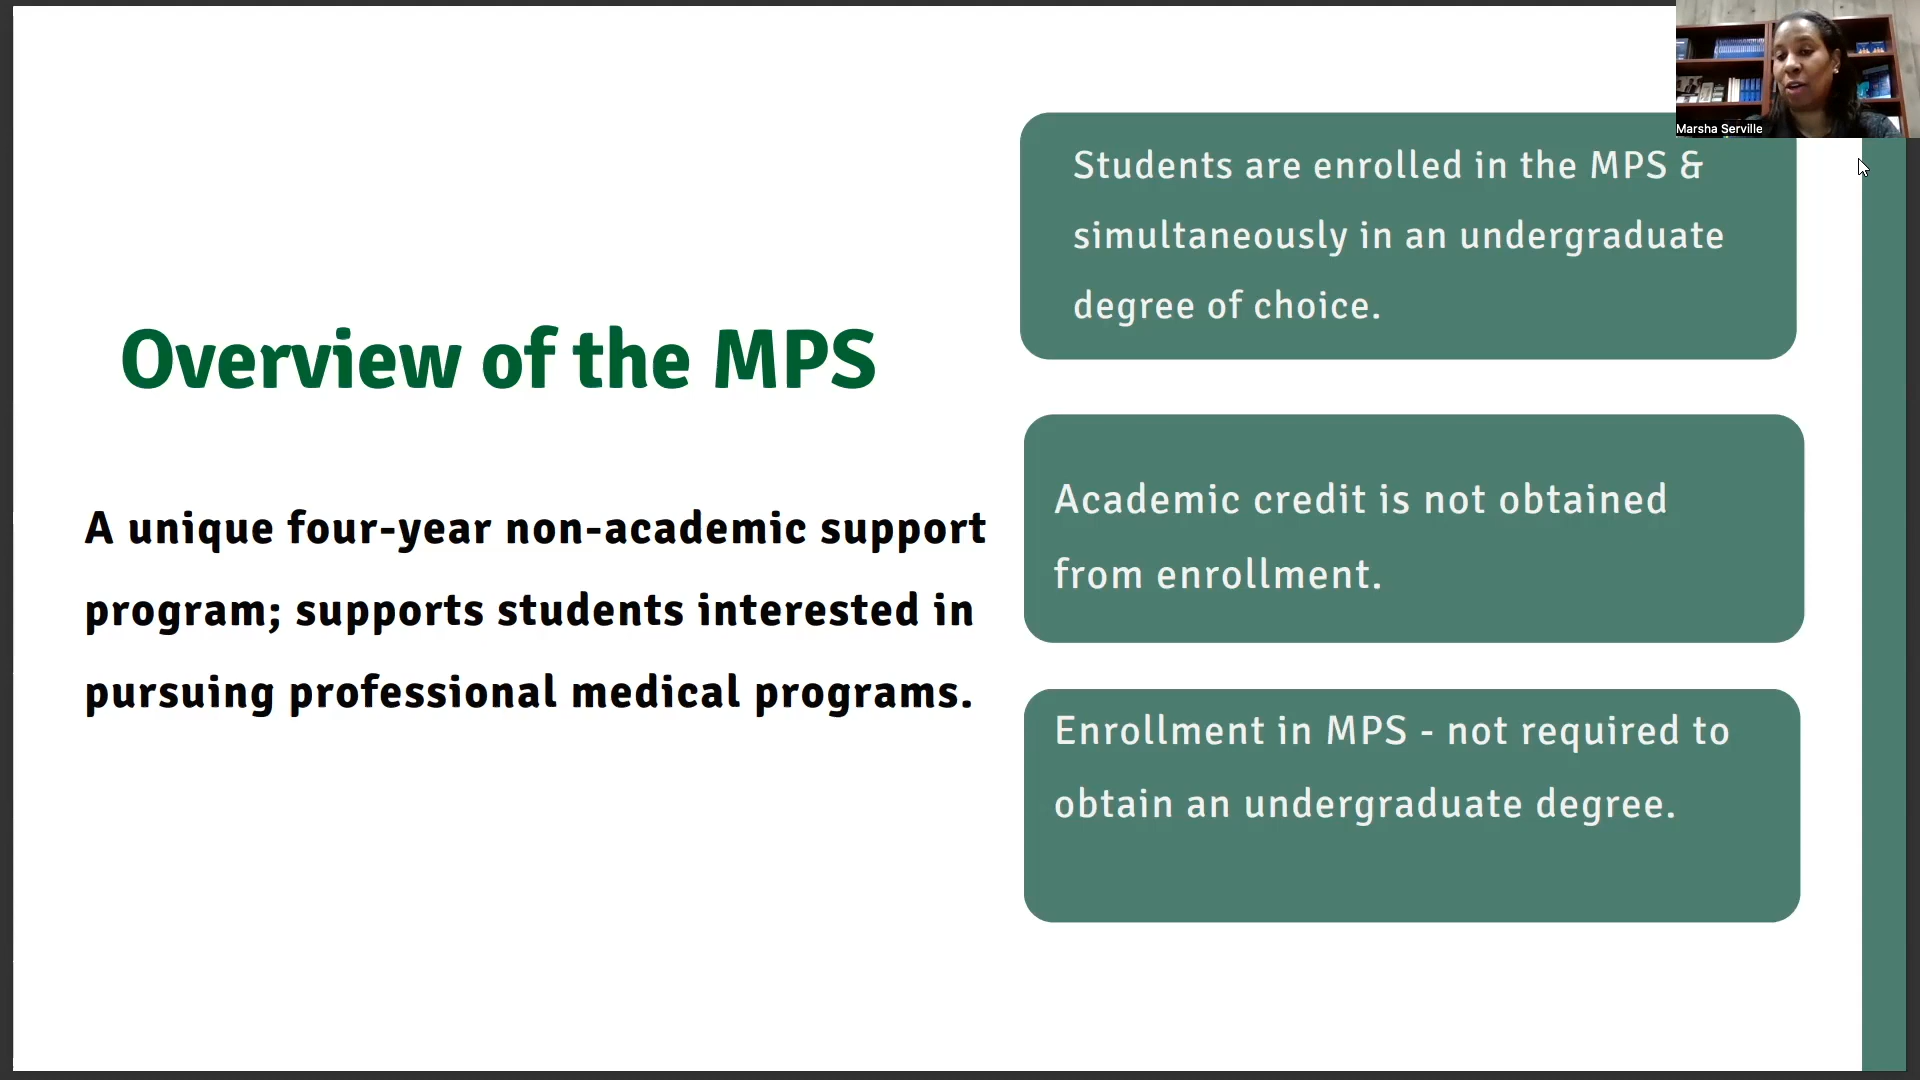 Marsha Serville
Overview of the MPS
A unique four-year non-academic support
program; supports students interested in
pursuing professional medical programs.
Students are enrolled in the MPS &
simultaneously in an undergraduate
degree of choice.
Academic credit is not obtained
from enrollment.
Enrollment in MPS - not required to
obtain an undergraduate degree.